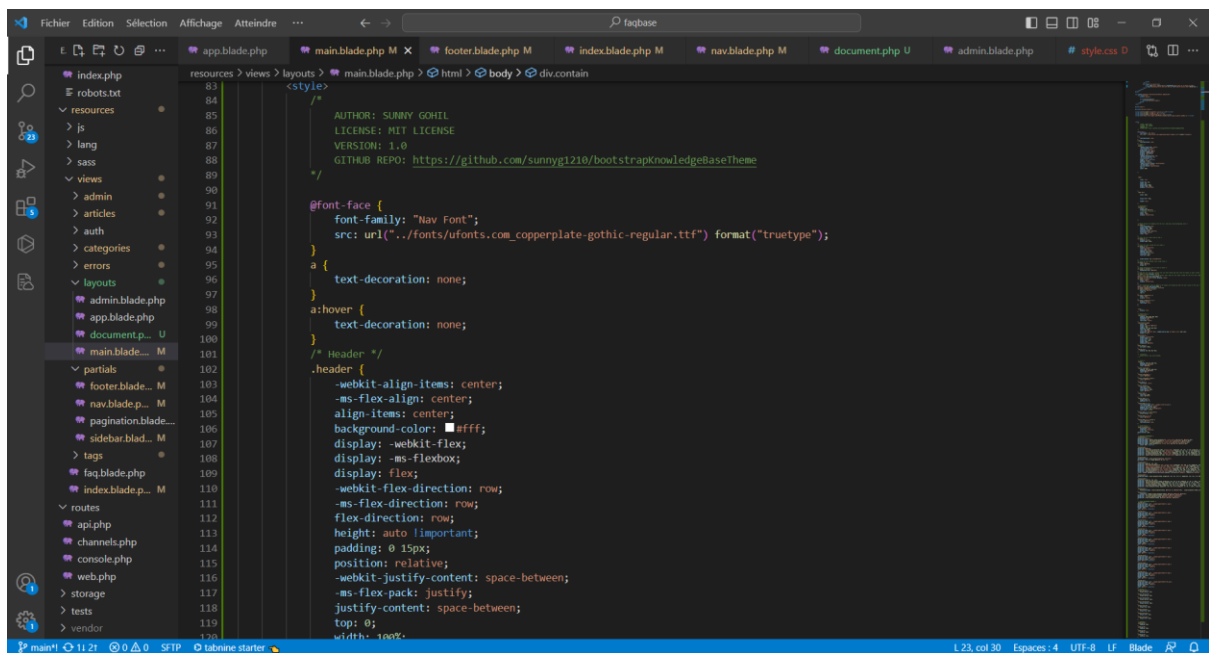 Fichier Edition Sélection Affichage Atteindre ··· faqbase
app.blade.php main.blade.php M footer.blade.php M index.blade.php M nav.blade.php M document.php U admin.blade.php style.css D
resources > views > layouts > main.blade.php > html > body > div.contain
E
index.php
robots.txt
resources
js
lang
sass
views
admin
articles
auth
categories
errors
layouts
admin.blade.php
app.blade.php
document.p... U
main.blade.... M
partials
footer.blade... M
nav.blade.p... M
pagination.blade....
sidebar.blad... M
tags
faq.blade.php
index.blade.p... M
routes
api.php
channels.php
console.php
web.php
storage
tests
vendor
23
5
1
1
83 <style>
84 /*
85 AUTHOR: SUNNY GOHIL
86 LICENSE: MIT LICENSE
87 VERSION: 1.0
88 GITHUB REPO: https://github.com/sunnyg1210/bootstrapKnowledgeBaseTheme
89 */
90
91 @font-face {
92 font-family: "Nav Font";
93 src: url("../fonts/ufonts.com_copperplate-gothic-regular.ttf") format("truetype");
94 }
95 a {
96 text-decoration: none;
97 }
98 a:hover {
99 text-decoration: none;
100 }
101 /* Header */
102 .header {
103 -webkit-align-items: center;
104 -ms-flex-align: center;
105 align-items: center;
106 background-color: #fff;
107 display: -webkit-flex;
108 display: -ms-flexbox;
109 display: flex;
110 -webkit-flex-direction: row;
111 -ms-flex-direction: row;
112 flex-direction: row;
113 height: auto !important;
114 padding: 0 15px;
115 position: relative;
116 -webkit-justify-content: space-between;
117 -ms-flex-pack: justify;
118 justify-content: space-between;
119 top: 0;
120 width: 100%;
main*! 1↓ 2↑ 0 0 SFTP tabnine starter L 23, col 30 Espaces : 4 UTF-8 LF Blade